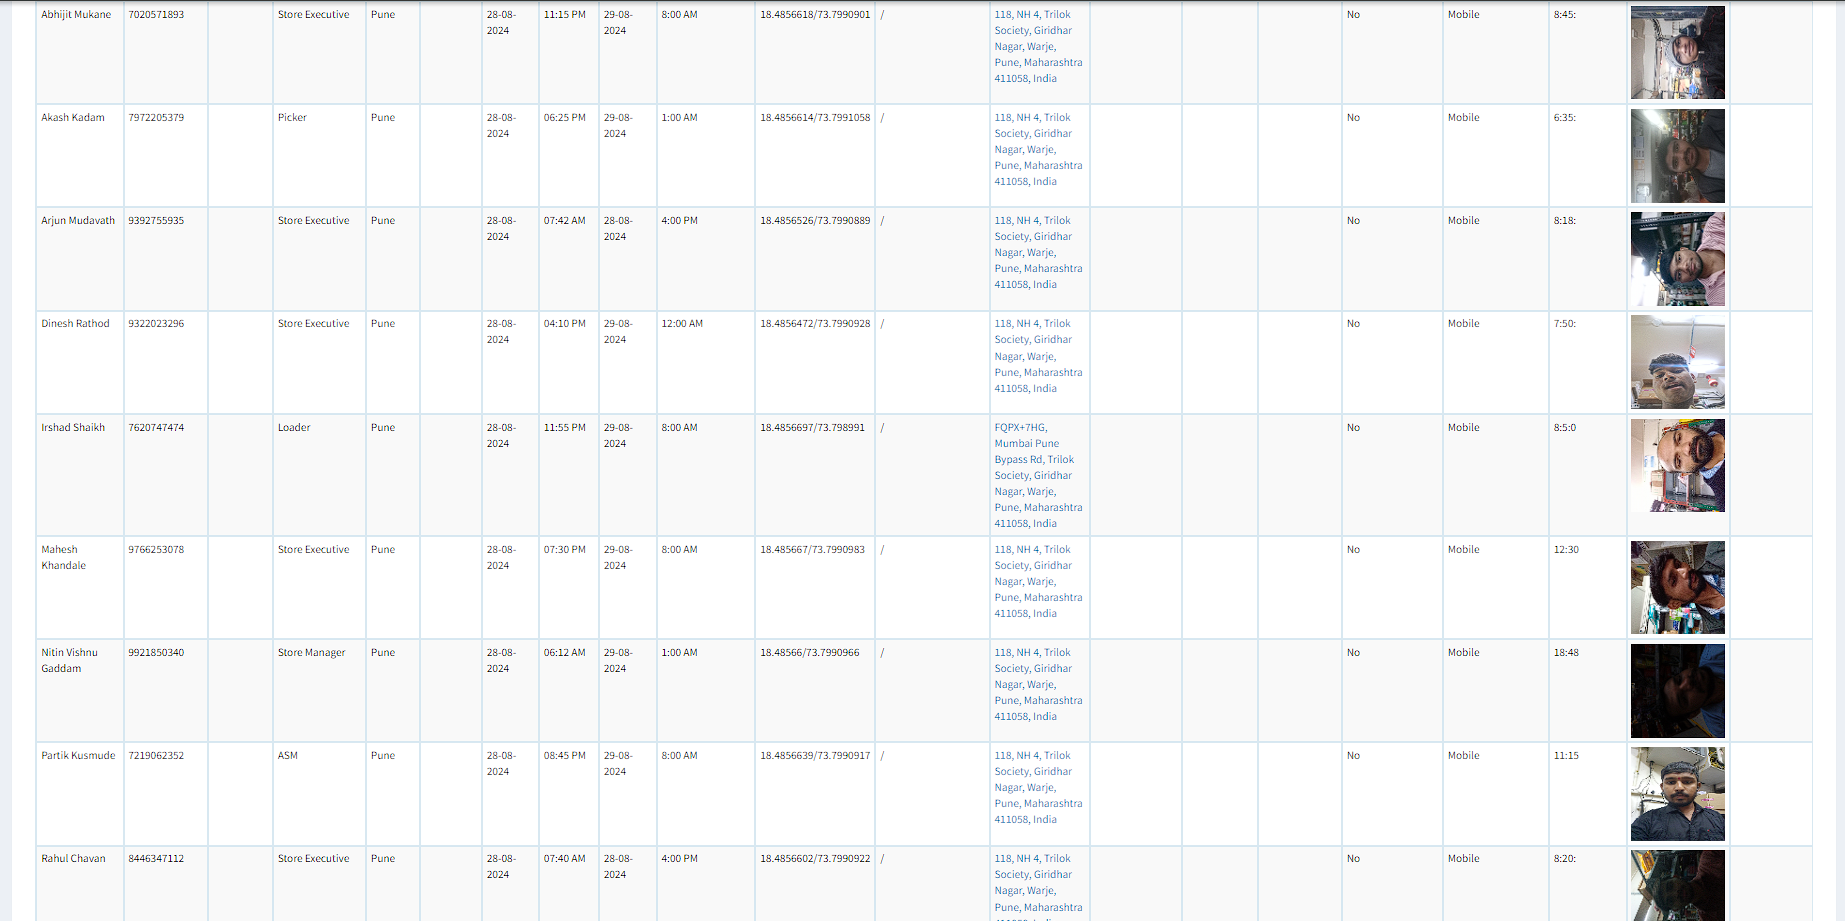 Abhijit Mukane 7020571893 Store Executive Pune 28-08- 11:15 PM 29-08- 8:00 AM 18.4856618/73.7990901 / 118, NH 4, Trilok No Mobile 8:45:
2024 2024 Society, Giridhar
Nagar, Warje,
Pune, Maharashtra
411058, India
Akash Kadam 7972205379 Picker Pune 28-08- 06:25 PM 29-08- 1:00 AM 18.4856614/73.7991058 / 118, NH 4, Trilok No Mobile 6:35:
2024 2024 Society, Giridhar
Nagar, Warje,
Pune, Maharashtra
411058, India
Arjun Mudavath 9392755935 Store Executive Pune 28-08- 07:42 AM 28-08- 4:00 PM 18.4856526/73.7990889 / 118, NH 4, Trilok No Mobile 8:18:
2024 2024 Society, Giridhar
Nagar, Warje,
Pune, Maharashtra
411058, India
Dinesh Rathod 9322023296 Store Executive Pune 28-08- 04:10 PM 29-08- 12:00 AM 18.4856472/73.7990928 / 118, NH 4, Trilok No Mobile 7:50:
2024 2024 Society, Giridhar
Nagar, Warje,
Pune, Maharashtra
411058, India
Irshad Shaikh 7620747474 Loader Pune 28-08- 11:55 PM 29-08- 8:00 AM 18.4856697/73.798991 / FQPX+7HG, No Mobile 8:5:0
2024 2024 Mumbai Pune
Bypass Rd, Trilok
Society, Giridhar
Nagar, Warje,
Pune, Maharashtra
411058, India
Mahesh 9766253078 Store Executive Pune 28-08- 07:30 PM 29-08- 8:00 AM 18.485667/73.7990983 / 118, NH 4, Trilok No Mobile 12:30
Khandale 2024 2024 Society, Giridhar
Nagar, Warje,
Pune, Maharashtra
411058, India
Nitin Vishnu 9921850340 Store Manager Pune 28-08- 06:12 AM 29-08- 1:00 AM 18.48566/73.7990966 / 118, NH 4, Trilok No Mobile 18:48
Gaddam 2024 2024 Society, Giridhar
Nagar, Warje,
Pune, Maharashtra
411058, India
Partik Kusmude 7219062352 ASM Pune 28-08- 08:45 PM 29-08- 8:00 AM 18.4856639/73.7990917 / 118, NH 4, Trilok No Mobile 11:15
2024 2024 Society, Giridhar
Nagar, Warje,
Pune, Maharashtra
411058, India
Rahul Chavan 8446347112 Store Executive Pune 28-08- 07:40 AM 28-08- 4:00 PM 18.4856602/73.7990922 / 118, NH 4, Trilok No Mobile 8:20:
2024 2024 Society, Giridhar
Nagar, Warje,
Pune, Maharashtra